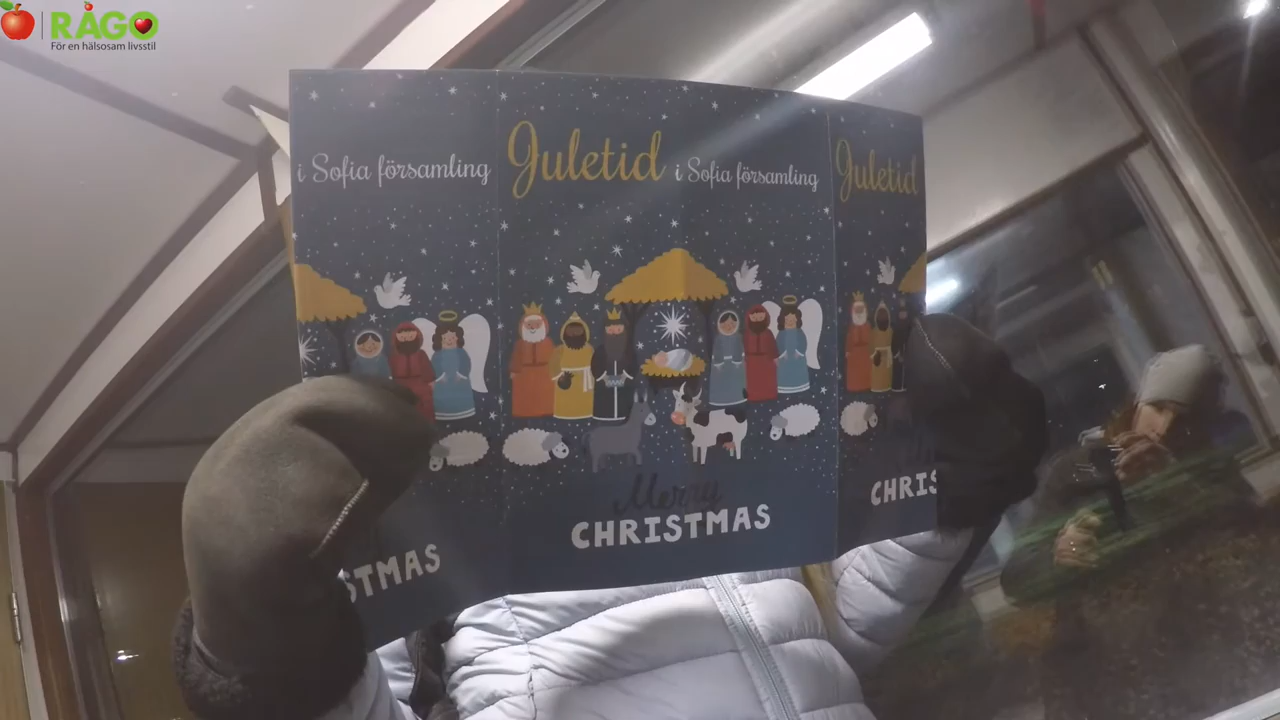 RÅGO
För en hälsosam livsstil
i Sofia församling
Juletid i Sofia församling
Juletid
Merry
CHRISTMAS
STMAS
CHRIS